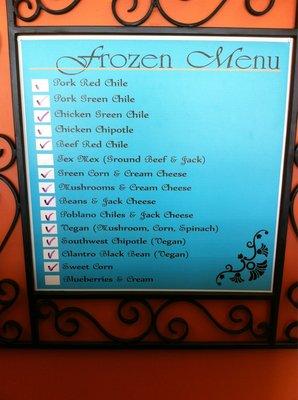 Frozen Menu
Pork Red Chile
Pork Green Chile
Chicken Green Chile
Chicken Chipotle
Beef Red Chile
Sex Mex (Ground Beef & Jack)
Green Corn & Cream Cheese
Mushrooms & Cream Cheese
Beans & Jack Cheese
Poblano Chiles & Jack Cheese
Vegan (Mushroom, Corn, Spinach)
Southwest Chipotle (Vegan)
Cilantro Black Bean (Vegan)
Sweet Corn
Blueberries & Cream